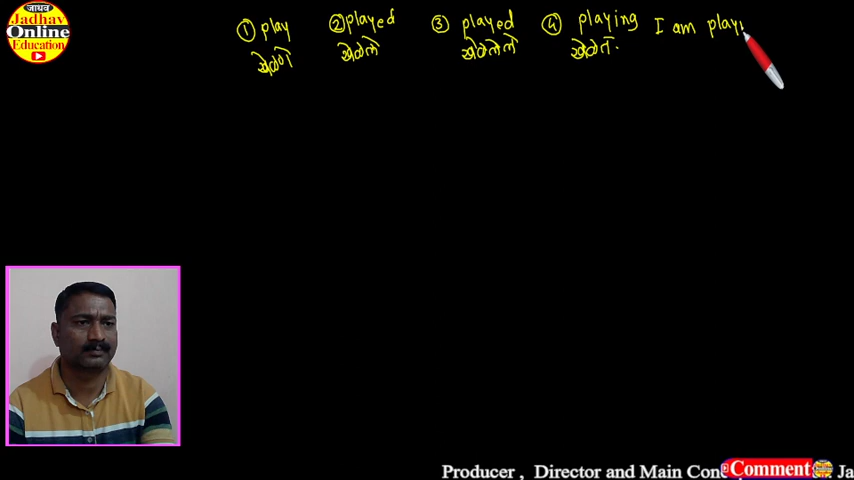 जाधव
Jadhav
Online
Education
① play ② played ③ played ④ playing I am play
खेळणे खेळले खेळलेले खेळत.
Producer , Director and Main Con
Comment
Ja